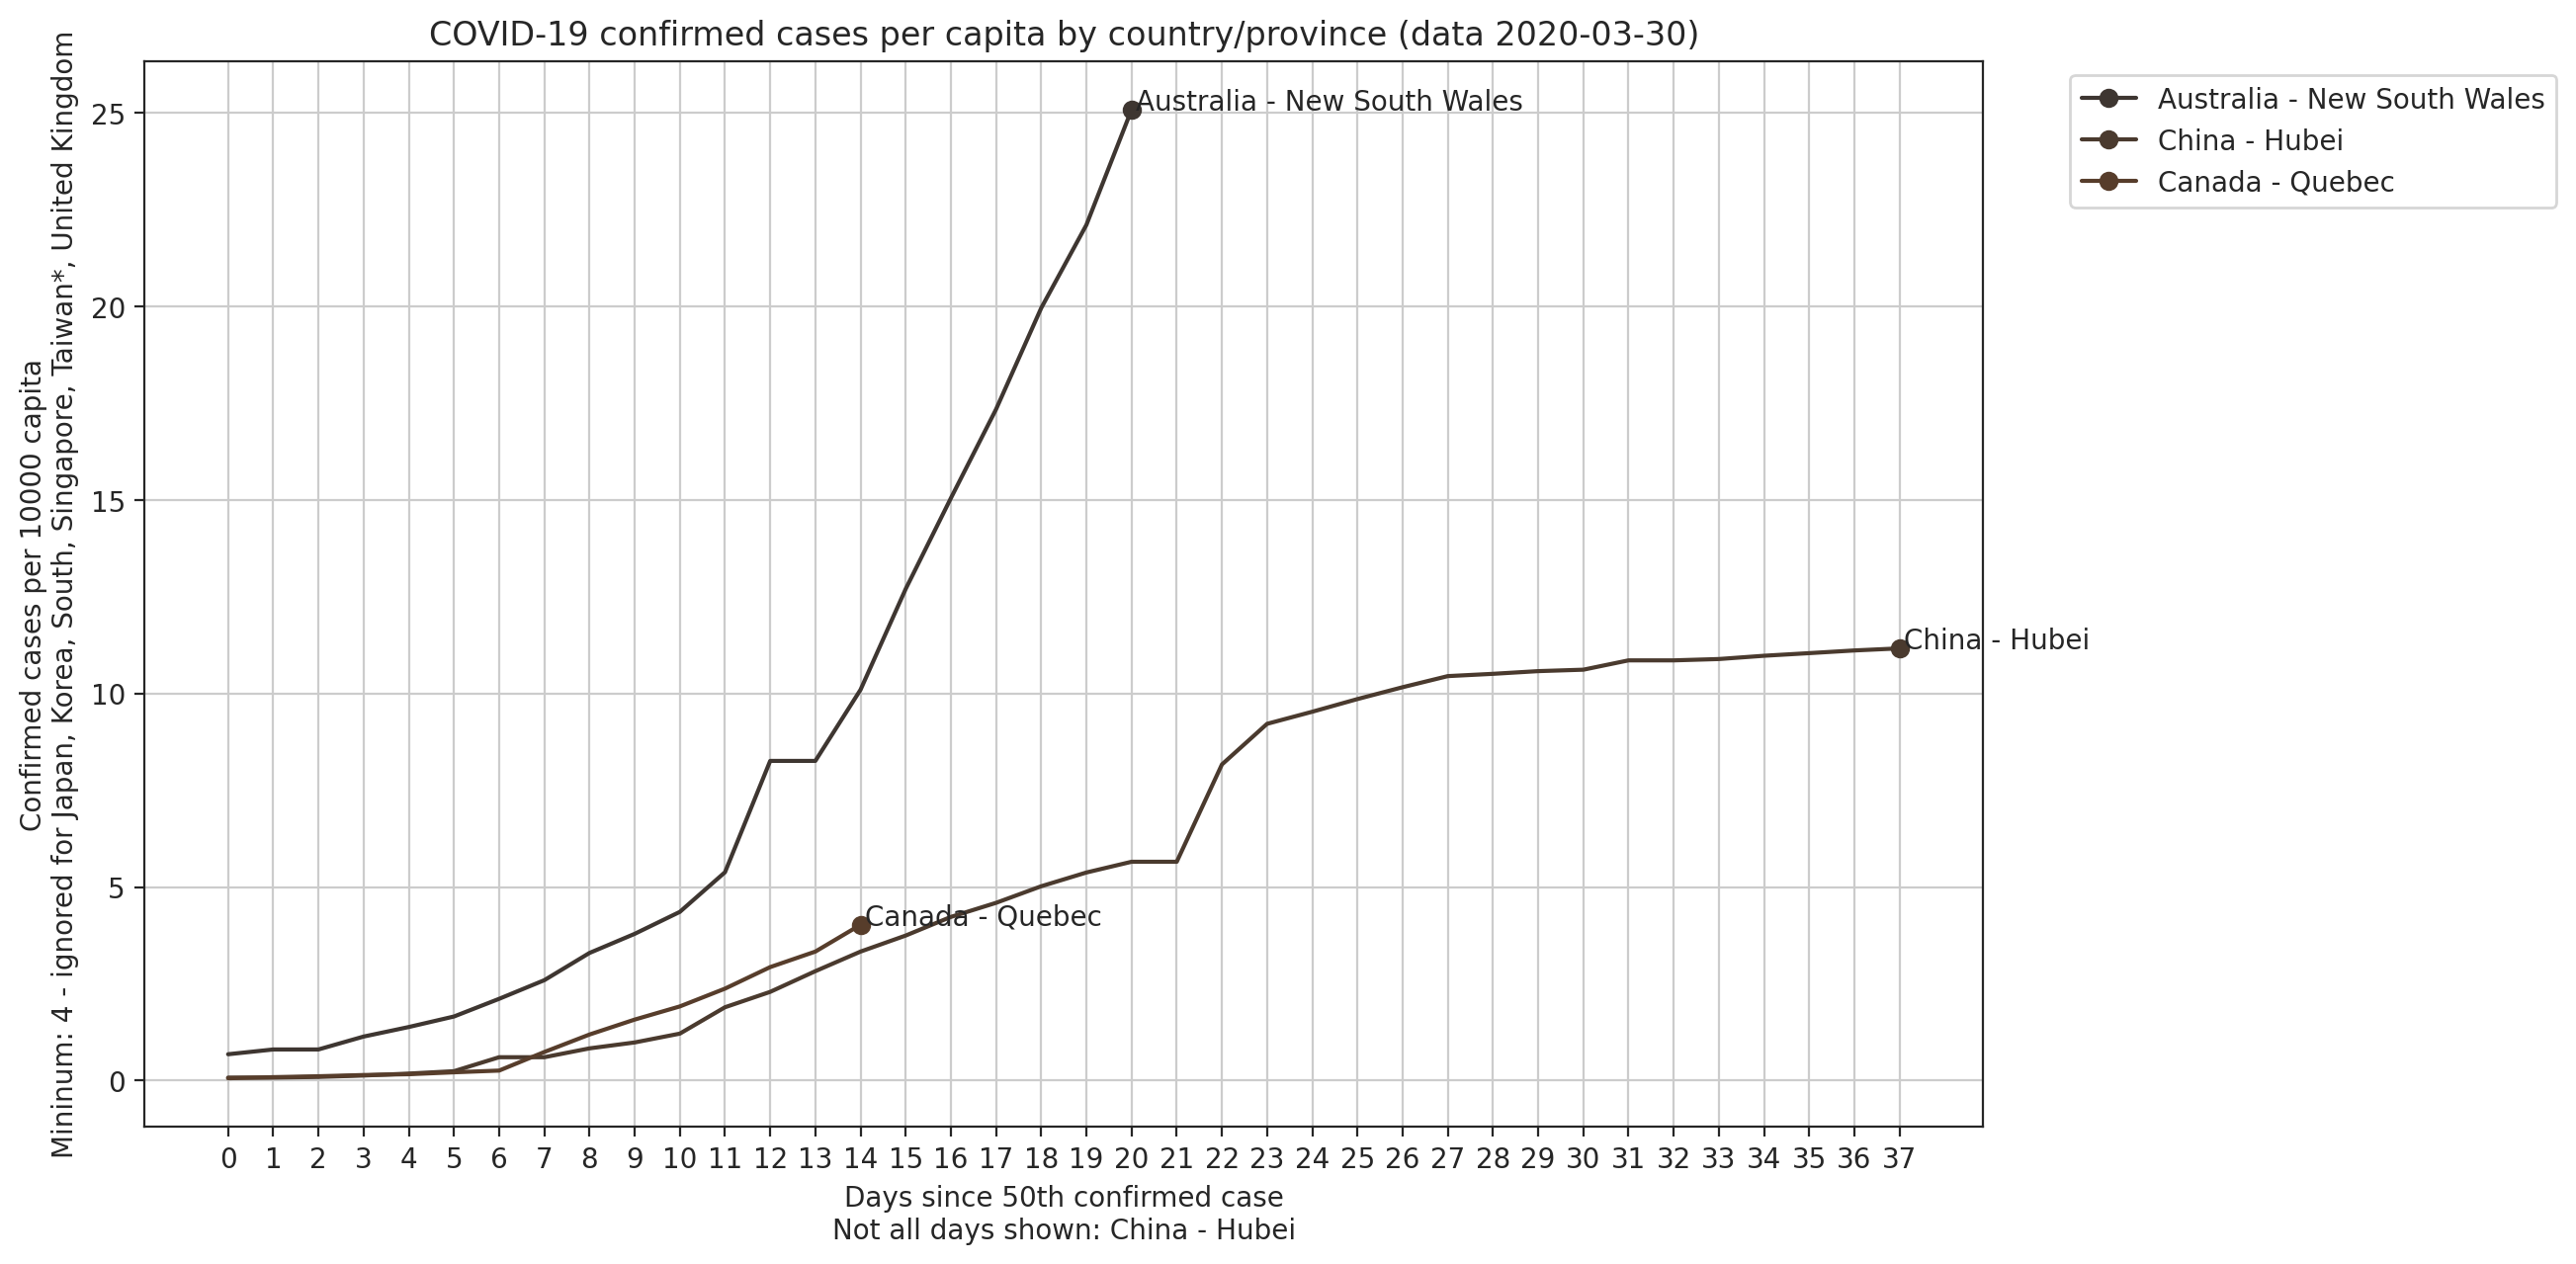 COVID-19 confirmed cases per capita by country/province (data 2020-03-30)
Confirmed cases per 10000 capita
Mininum: 4 - ignored for Japan, Korea, South, Singapore, Taiwan*, United Kingdom
25
20
15
10
5
0
Australia - New South Wales
China - Hubei
Canada - Quebec
0 1 2 3 4 5 6 7 8 9 10 11 12 13 14 15 16 17 18 19 20 21 22 23 24 25 26 27 28 29 30 31 32 33 34 35 36 37
Days since 50th confirmed case
Not all days shown: China - Hubei
Australia - New South Wales
China - Hubei
Canada - Quebec